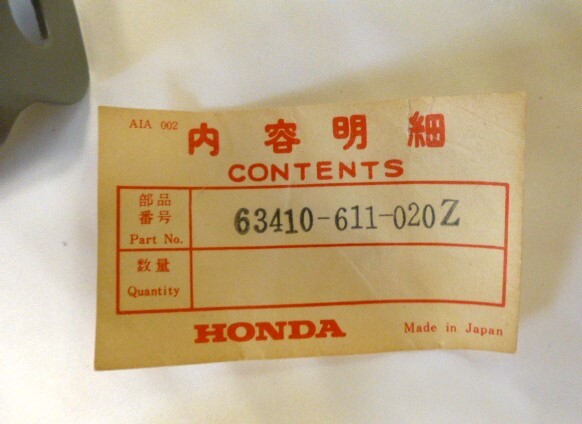 AIA 002
内容明細
CONTENTS
部品
番号
Part No.
63410-611-020Z
数量
Quantity
HONDA
Made in Japan